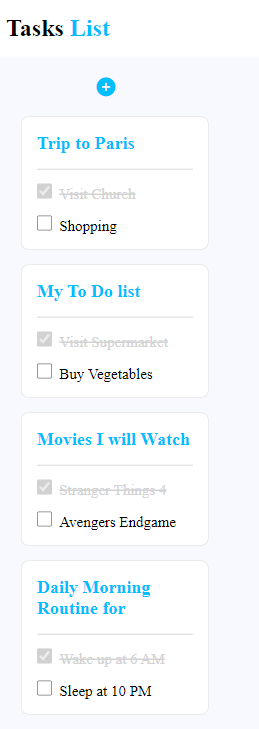 Tasks List
Trip to Paris
Visit Church
Shopping
My To Do list
Visit Supermarket
Buy Vegetables
Movies I will Watch
Stranger Things 4
Avengers Endgame
Daily Morning
Routine for
Wake up at 6 AM
Sleep at 10 PM